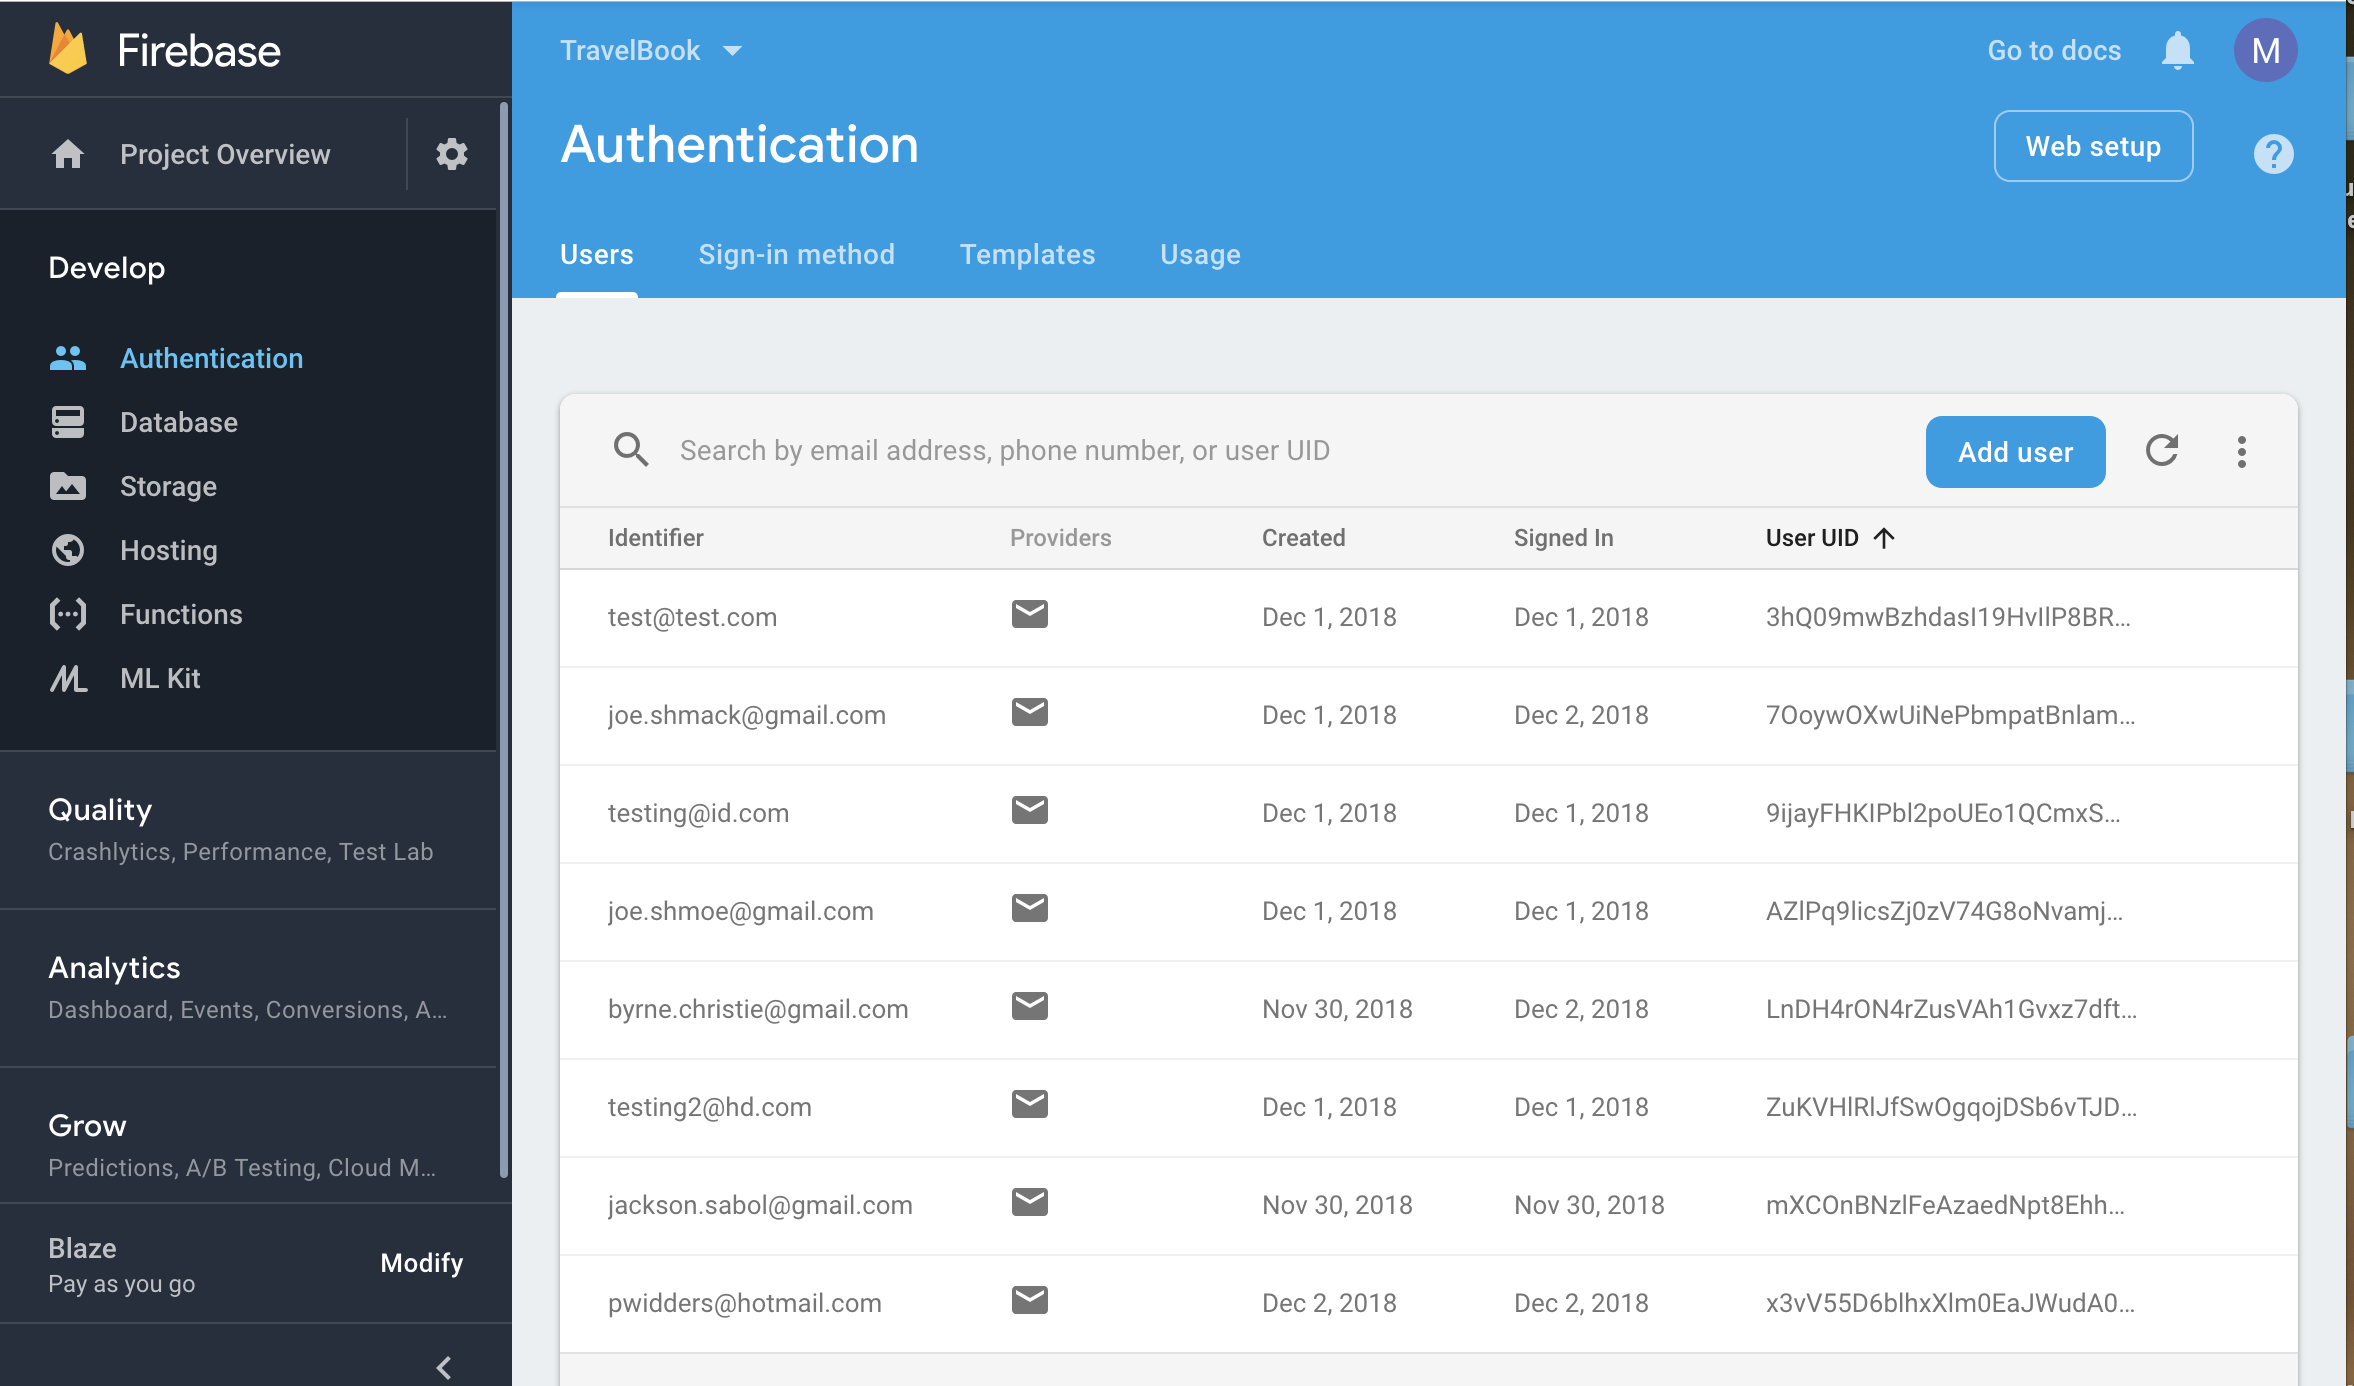 Firebase
Project Overview
Develop
Authentication
Database
Storage
Hosting
Functions
ML Kit
Quality
Crashlytics, Performance, Test Lab
Analytics
Dashboard, Events, Conversions, A...
Grow
Predictions, A/B Testing, Cloud M...
Blaze
Pay as you go
Modify
TravelBook
Go to docs
M
Authentication
Web setup
?
Users Sign-in method Templates Usage
Search by email address, phone number, or user UID
Add user
Identifier Providers Created Signed In User UID
test@test.com Dec 1, 2018 Dec 1, 2018 3hQ09mwBzhdasI19HvIlP8BR...
joe.shmack@gmail.com Dec 1, 2018 Dec 2, 2018 7OoywOXwUiNePbmpatBnlam...
testing@id.com Dec 1, 2018 Dec 1, 2018 9ijayFHKIPbl2poUEo1QCmxS...
joe.shmoe@gmail.com Dec 1, 2018 Dec 1, 2018 AZlPq9licsZj0zV74G8oNvamj...
byrne.christie@gmail.com Nov 30, 2018 Dec 2, 2018 LnDH4rON4rZusVAh1Gvxz7dft...
testing2@hd.com Dec 1, 2018 Dec 1, 2018 ZuKVHlRlJfSwOgqojDSb6vTJD...
jackson.sabol@gmail.com Nov 30, 2018 Nov 30, 2018 mXCOnBNzlFeAzaedNpt8Ehh...
pwidders@hotmail.com Dec 2, 2018 Dec 2, 2018 x3vV55D6blhxXlm0EaJWudA0...